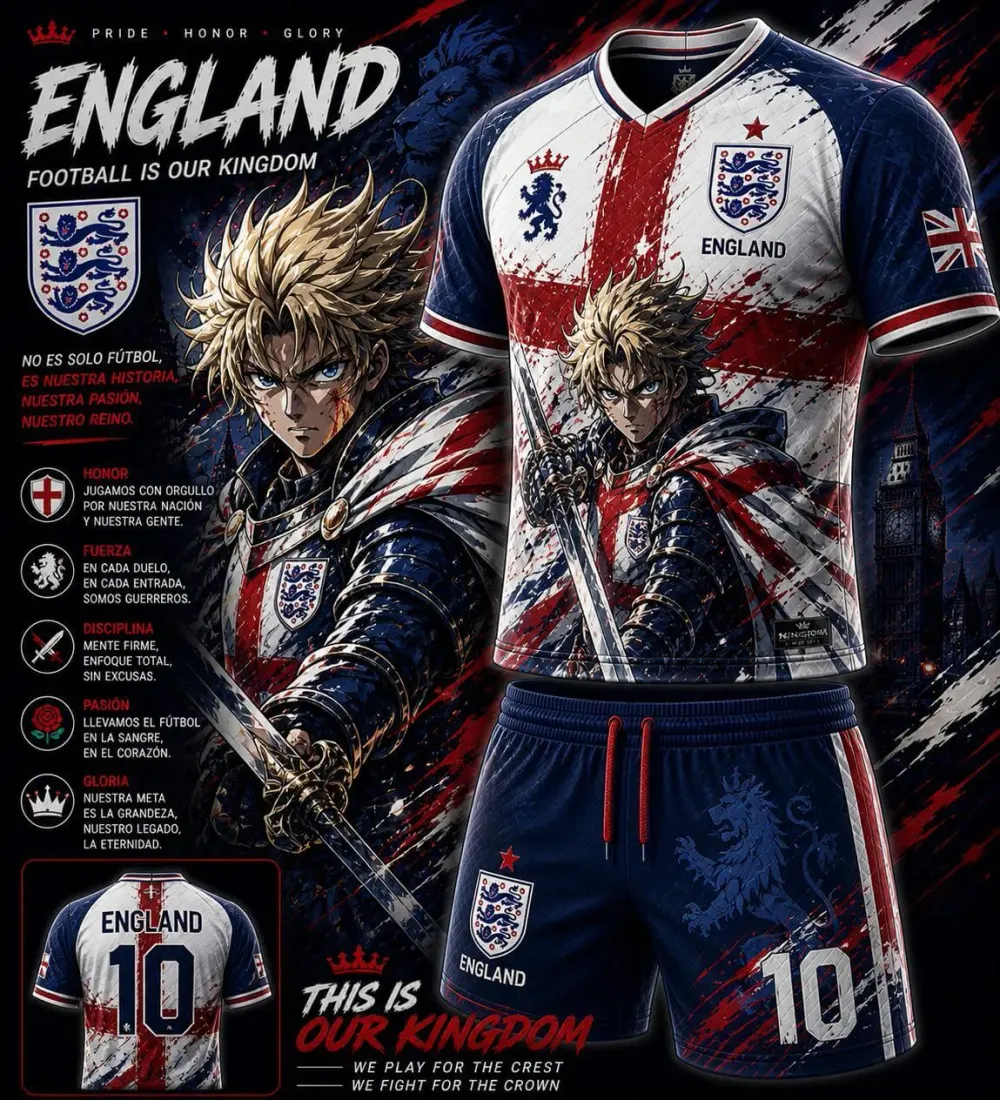 PRIDE • HONOR • GLORY
ENGLAND
FOOTBALL IS OUR KINGDOM
NO ES SOLO FÚTBOL,
ES NUESTRA HISTORIA,
NUESTRA PASIÓN,
NUESTRO REINO.
HONOR
JUGAMOS CON ORGULLO
POR NUESTRA NACIÓN
Y NUESTRA GENTE.
FUERZA
EN CADA DUELO,
EN CADA ENTRADA,
SOMOS GUERREROS.
DISCIPLINA
MENTE FIRME,
ENFOQUE TOTAL,
SIN EXCUSAS.
PASIÓN
LLEVAMOS EL FÚTBOL
EN LA SANGRE,
EN EL CORAZÓN.
GLORIA
NUESTRA META
ES LA GRANDEZA,
NUESTRO LEGADO,
LA ETERNIDAD.
ENGLAND
10
ENGLAND
ENGLAND
10
THIS IS
OUR KINGDOM
WE PLAY FOR THE CREST
WE FIGHT FOR THE CROWN